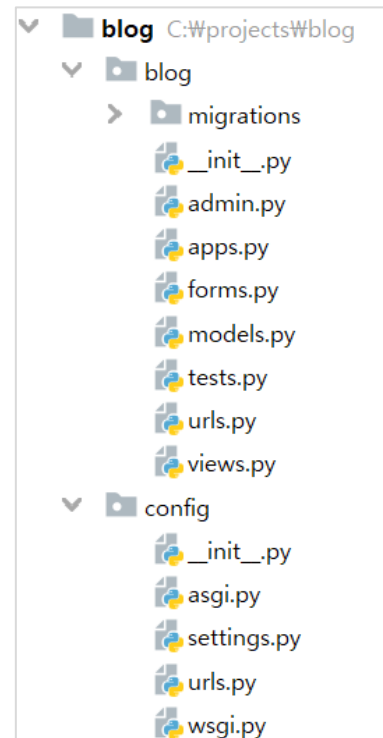 blog C:₩projects₩blog
blog
migrations
__init__.py
admin.py
apps.py
forms.py
models.py
tests.py
urls.py
views.py
config
__init__.py
asgi.py
settings.py
urls.py
wsgi.py